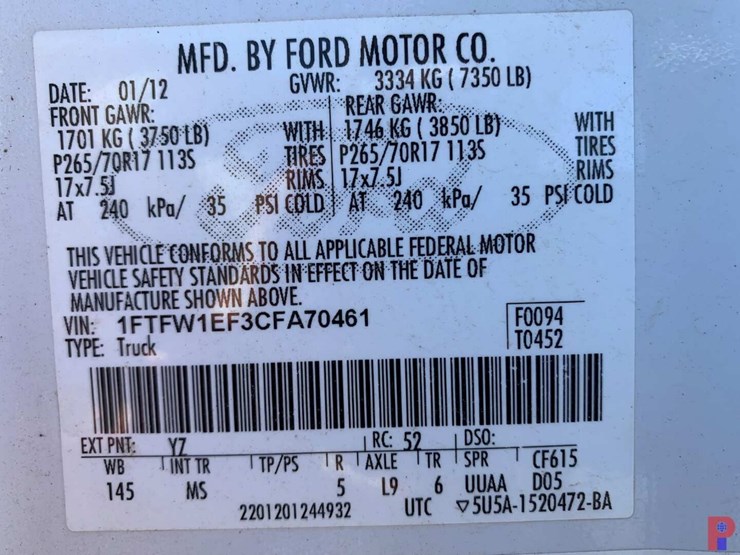 MFD. BY FORD MOTOR CO.
DATE: 01/12 GVWR: 3334 KG ( 7350 LB)
FRONT GAWR: REAR GAWR:
1701 KG ( 3750 LB) WITH 1746 KG ( 3850 LB) WITH
P265/70R17 113S TIRES P265/70R17 113S TIRES
17x7.5J RIMS 17x7.5J RIMS
AT 240 kPa/ 35 PSI COLD AT 240 kPa/ 35 PSI COLD
THIS VEHICLE CONFORMS TO ALL APPLICABLE FEDERAL MOTOR
VEHICLE SAFETY STANDARDS IN EFFECT ON THE DATE OF
MANUFACTURE SHOWN ABOVE.
VIN: 1FTFW1EF3CFA70461 F0094
TYPE: Truck T0452
EXT PNT: YZ RC: 52 DSO:
WB INT TR TP/PS R AXLE TR SPR CF615
145 MS 5 L9 6 UUAA D05
2201201244932 UTC ▽5U5A-1520472-BA